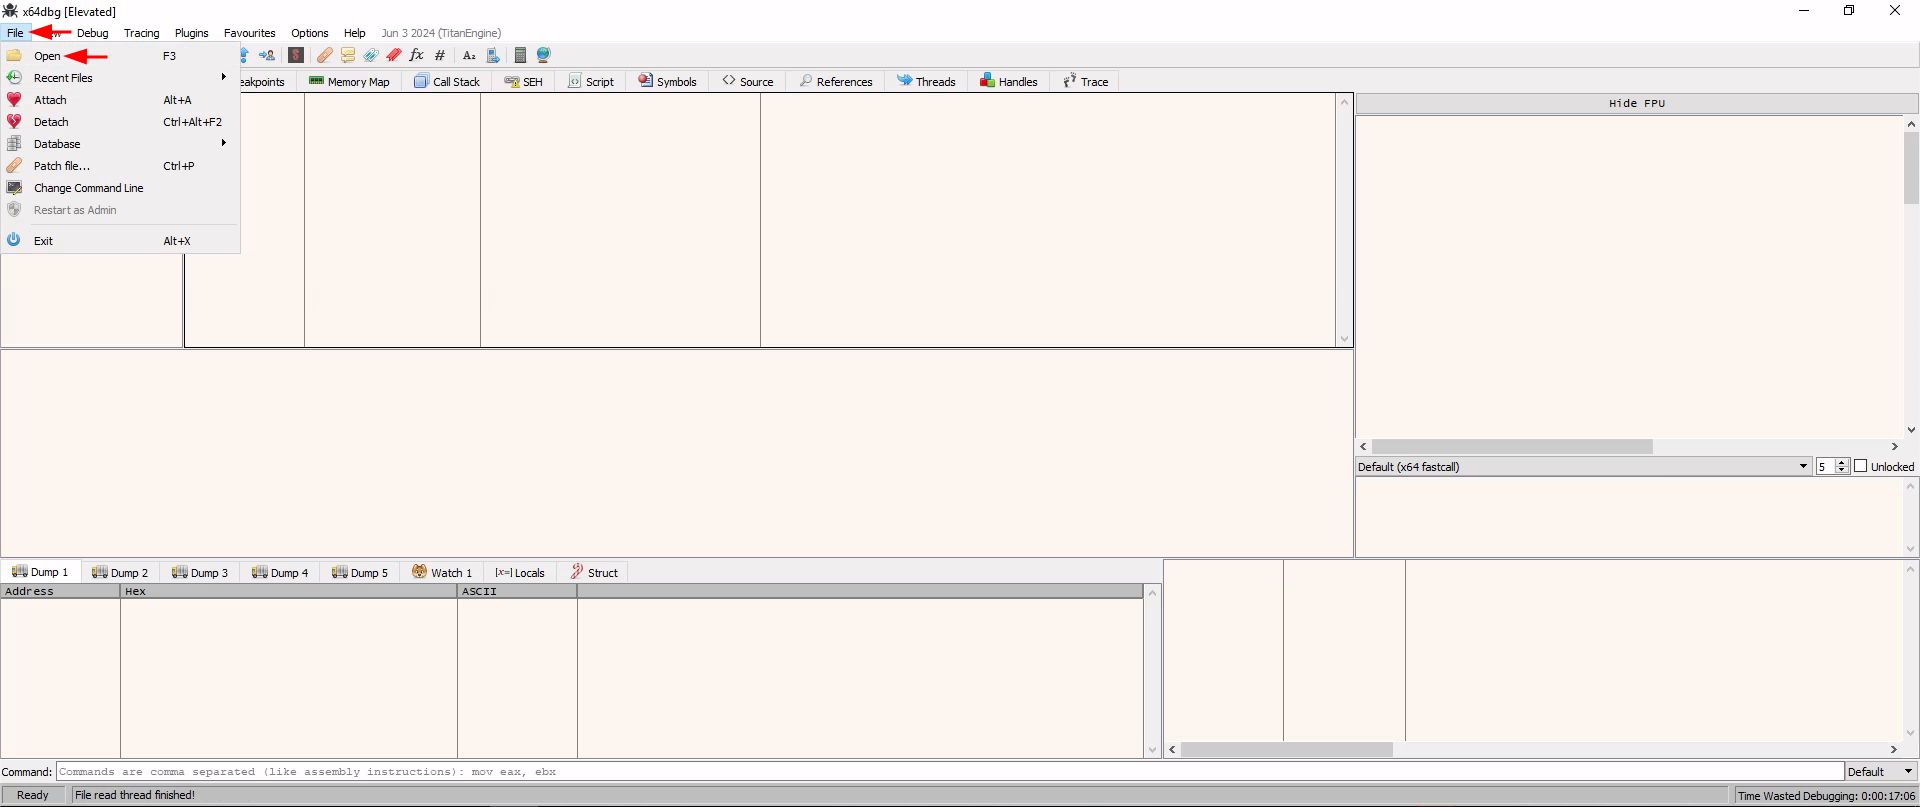 x64dbg [Elevated]
File Debug Tracing Plugins Favourites Options Help Jun 3 2024 (TitanEngine)
Open F3
Recent Files
Attach Alt+A
Detach Ctrl+Alt+F2
Database
Patch file... Ctrl+P
Change Command Line
Restart as Admin
Exit Alt+X
eakpoints Memory Map Call Stack SEH Script Symbols Source References Threads Handles Trace
Hide FPU
Default (x64 fastcall) 5 Unlocked
Dump 1 Dump 2 Dump 3 Dump 4 Dump 5 Watch 1 [x=] Locals Struct
Address Hex ASCII
Command: Commands are comma separated (like assembly instructions): mov eax, ebx Default
Ready File read thread finished! Time Wasted Debugging: 0:00:17:06